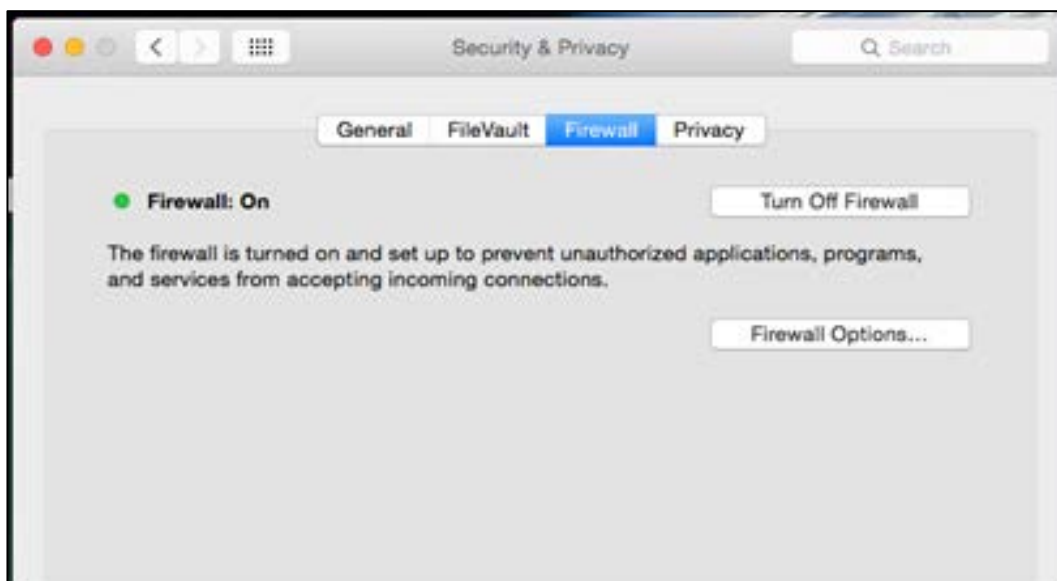 Security & Privacy
Search
General FileVault Firewall Privacy
Firewall: On
Turn Off Firewall
The firewall is turned on and set up to prevent unauthorized applications, programs,
and services from accepting incoming connections.
Firewall Options...